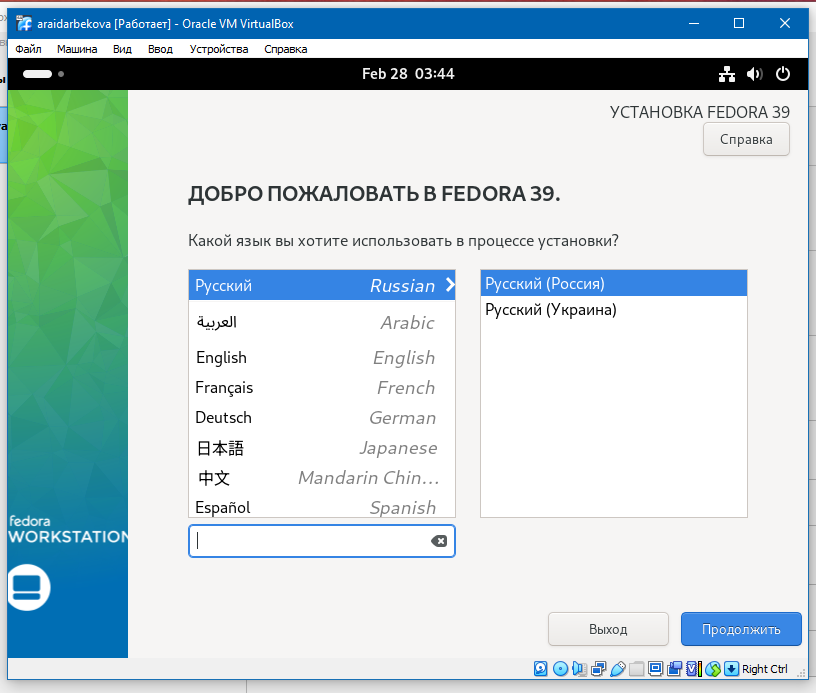 araidarbekova [Работает] - Oracle VM VirtualBox
Файл Машина Вид Ввод Устройства Справка
Feb 28 03:44
УСТАНОВКА FEDORA 39
Справка
ДОБРО ПОЖАЛОВАТЬ В FEDORA 39.
Какой язык вы хотите использовать в процессе установки?
Русский Russian
العربية Arabic
English English
Français French
Deutsch German
日本語 Japanese
中文 Mandarin Chin...
Español Spanish
Русский (Россия)
Русский (Украина)
fedora
WORKSTATION
Выход
Продолжить
Right Ctrl